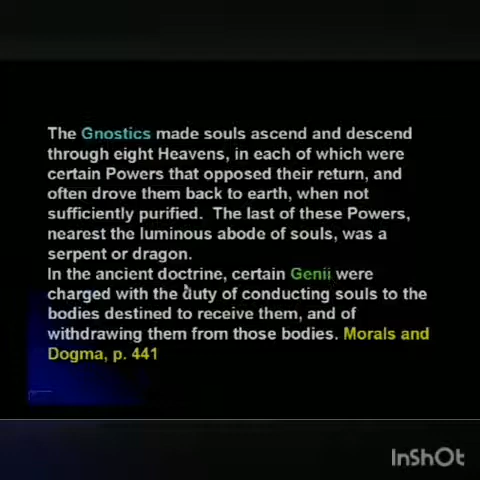 The Gnostics made souls ascend and descend
through eight Heavens, in each of which were
certain Powers that opposed their return, and
often drove them back to earth, when not
sufficiently purified.  The last of these Powers,
nearest the luminous abode of souls, was a
serpent or dragon.
In the ancient doctrine, certain Genii were
charged with the duty of conducting souls to the
bodies destined to receive them, and of
withdrawing them from those bodies. Morals and
Dogma, p. 441
InShOt